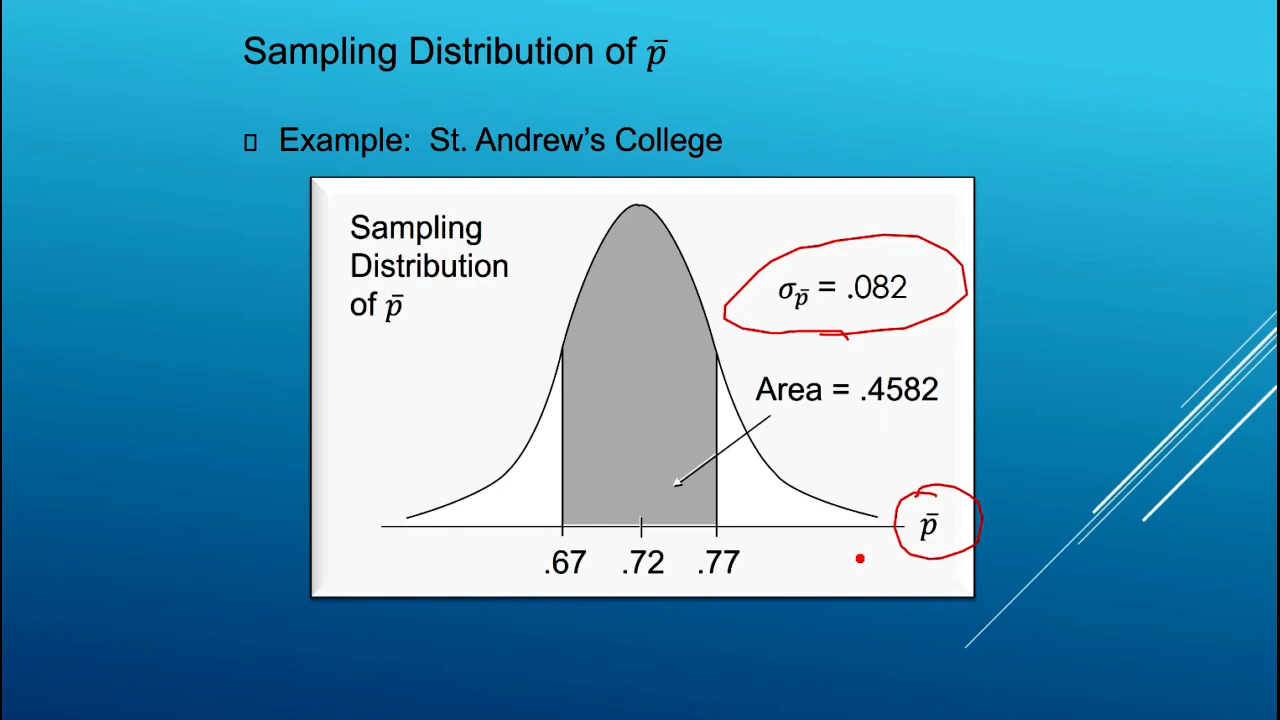 Sampling Distribution of p̄
Example: St. Andrew's College
Sampling
Distribution
of p̄
σp̄ = .082
Area = .4582
p̄
.67 .72 .77